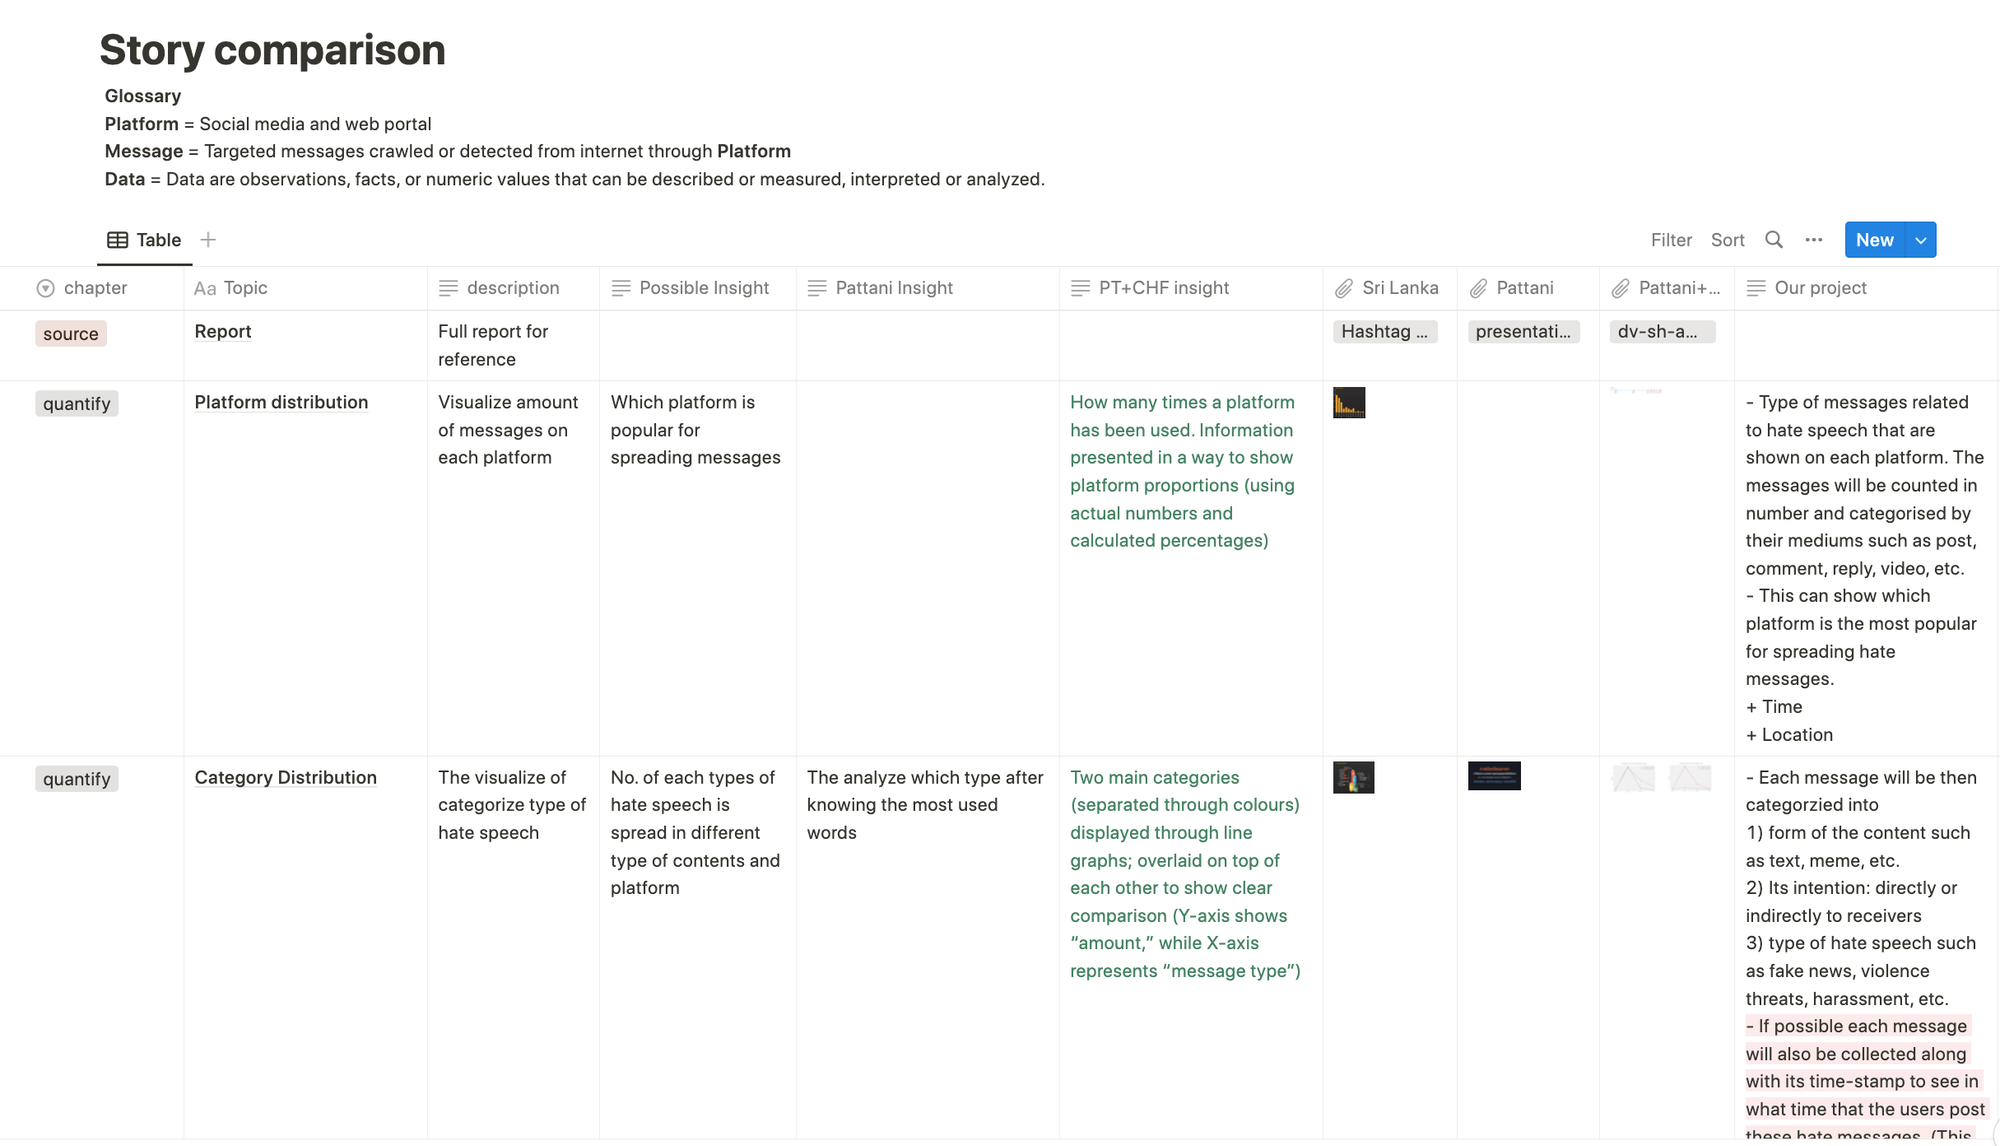 Story comparison
Glossary
Platform = Social media and web portal
Message = Targeted messages crawled or detected from internet through Platform
Data = Data are observations, facts, or numeric values that can be described or measured, interpreted or analyzed.
Table
Filter Sort New
chapter Aa Topic description Possible Insight Pattani Insight PT+CHF insight Sri Lanka Pattani Pattani+... Our project
source
Report
Full report for
reference
Hashtag ...
presentati...
dv-sh-a...
quantify
Platform distribution
Visualize amount
of messages on
each platform
Which platform is
popular for
spreading messages
How many times a platform
has been used. Information
presented in a way to show
platform proportions (using
actual numbers and
calculated percentages)
- Type of messages related
to hate speech that are
shown on each platform. The
messages will be counted in
number and categorised by
their mediums such as post,
comment, reply, video, etc.
- This can show which
platform is the most popular
for spreading hate
messages.
+ Time
+ Location
quantify
Category Distribution
The visualize of
categorize type of
hate speech
No. of each types of
hate speech is
spread in different
type of contents and
platform
The analyze which type after
knowing the most used
words
Two main categories
(separated through colours)
displayed through line
graphs; overlaid on top of
each other to show clear
comparison (Y-axis shows
“amount,” while X-axis
represents “message type”)
- Each message will be then
categorzied into
1) form of the content such
as text, meme, etc.
2) Its intention: directly or
indirectly to receivers
3) type of hate speech such
as fake news, violence
threats, harassment, etc.
- If possible each message
will also be collected along
with its time-stamp to see in
what time that the users post
these hate messages. (This